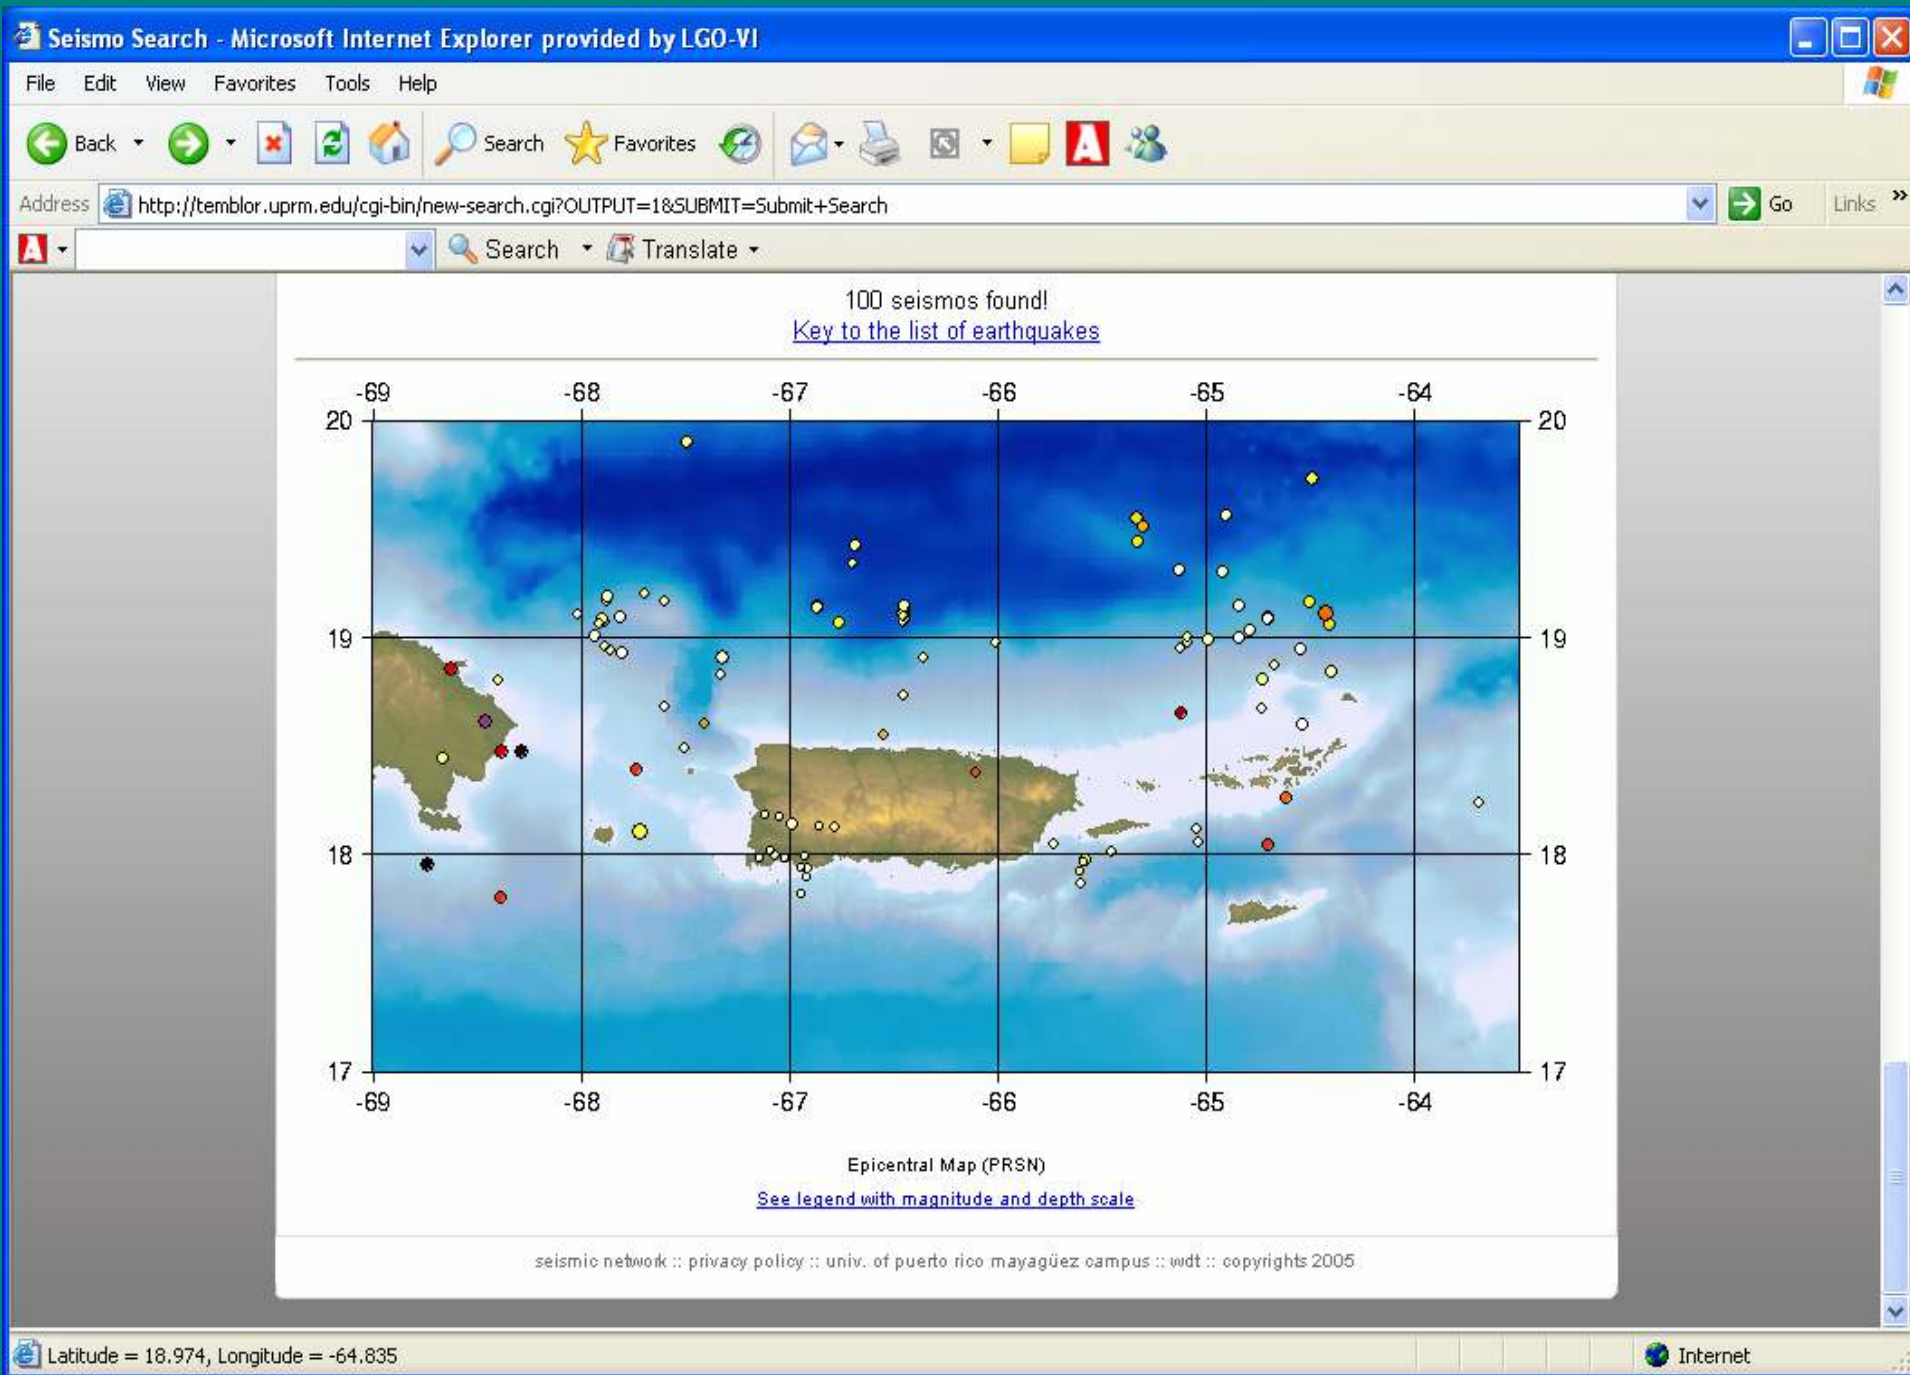 Seismo Search - Microsoft Internet Explorer provided by LGO-VI
File Edit View Favorites Tools Help
Back Search Favorites
Address http://temblor.uprm.edu/cgi-bin/new-search.cgi?OUTPUT=1&SUBMIT=Submit+Search Go Links »
Search Translate
100 seismos found!
Key to the list of earthquakes
-69 -68 -67 -66 -65 -64
20 20
19 19
18 18
17 17
-69 -68 -67 -66 -65 -64
Epicentral Map (PRSN)
See legend with magnitude and depth scale
seismic network :: privacy policy :: univ. of puerto rico mayagüez campus :: wdt :: copyrights 2005
Latitude = 18.974, Longitude = -64.835 Internet